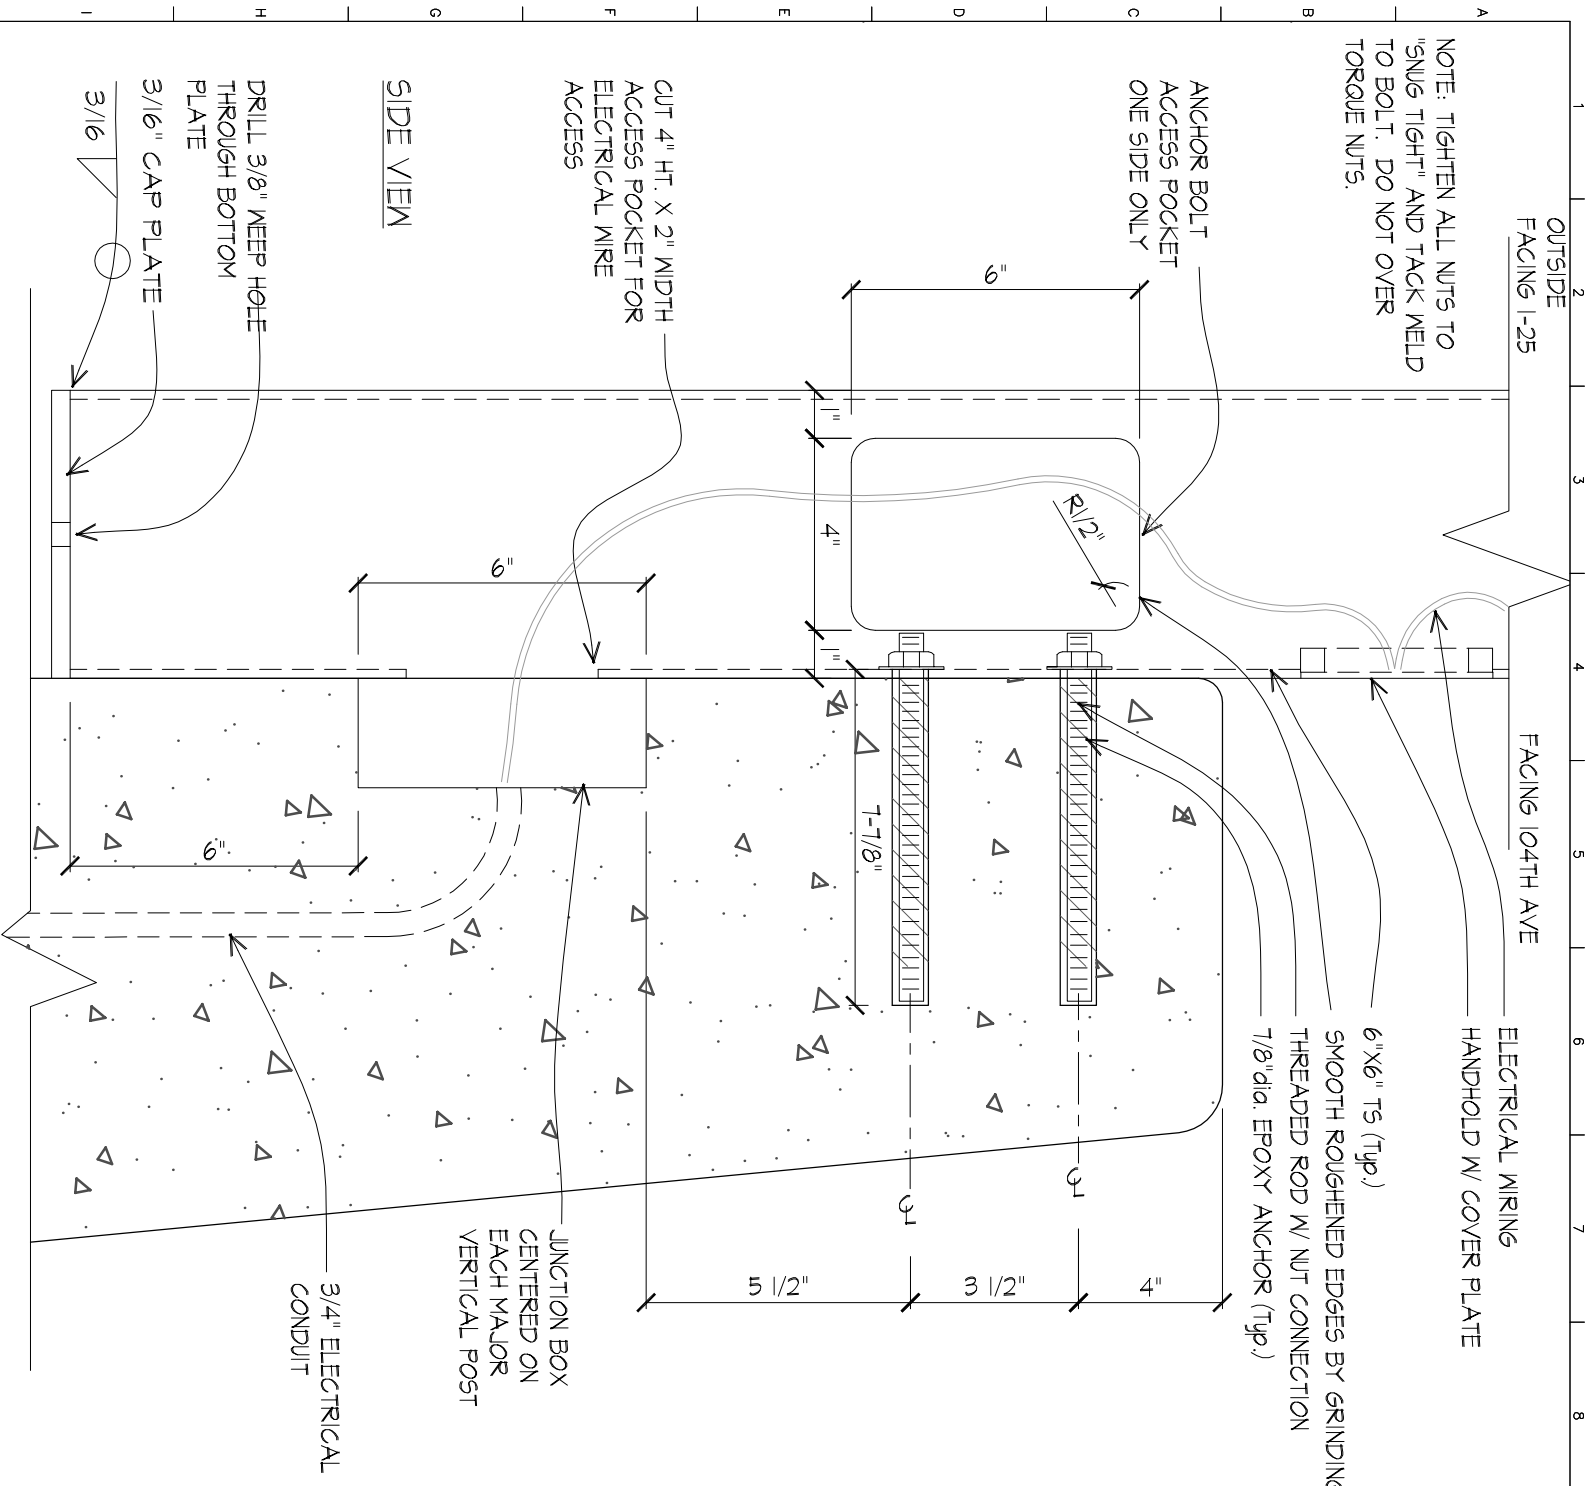 1
2
3
4
5
6
7
8
A
B
C
D
E
F
G
H
I
OUTSIDE
FACING I-25
FACING 104TH AVE
NOTE: TIGHTEN ALL NUTS TO
"SNUG TIGHT" AND TACK WELD
TO BOLT. DO NOT OVER
TORQUE NUTS.
ELECTRICAL WIRING
HANDHOLD W/ COVER PLATE
6"X6" TS (Typ.)
SMOOTH ROUGHENED EDGES BY GRINDING
THREADED ROD W/ NUT CONNECTION
7/8"dia. EPOXY ANCHOR (Typ.)
ANCHOR BOLT
ACCESS POCKET
ONE SIDE ONLY
6"
1"
4"
1"
R1/2"
7-7/8"
4"
3 1/2"
5 1/2"
CL
CL
CUT 4" HT. X 2" WIDTH
ACCESS POCKET FOR
ELECTRICAL WIRE
ACCESS
6"
6"
JUNCTION BOX
CENTERED ON
EACH MAJOR
VERTICAL POST
SIDE VIEW
3/4" ELECTRICAL
CONDUIT
DRILL 3/8" WEEP HOLE
THROUGH BOTTOM
PLATE
3/16" CAP PLATE
3/16